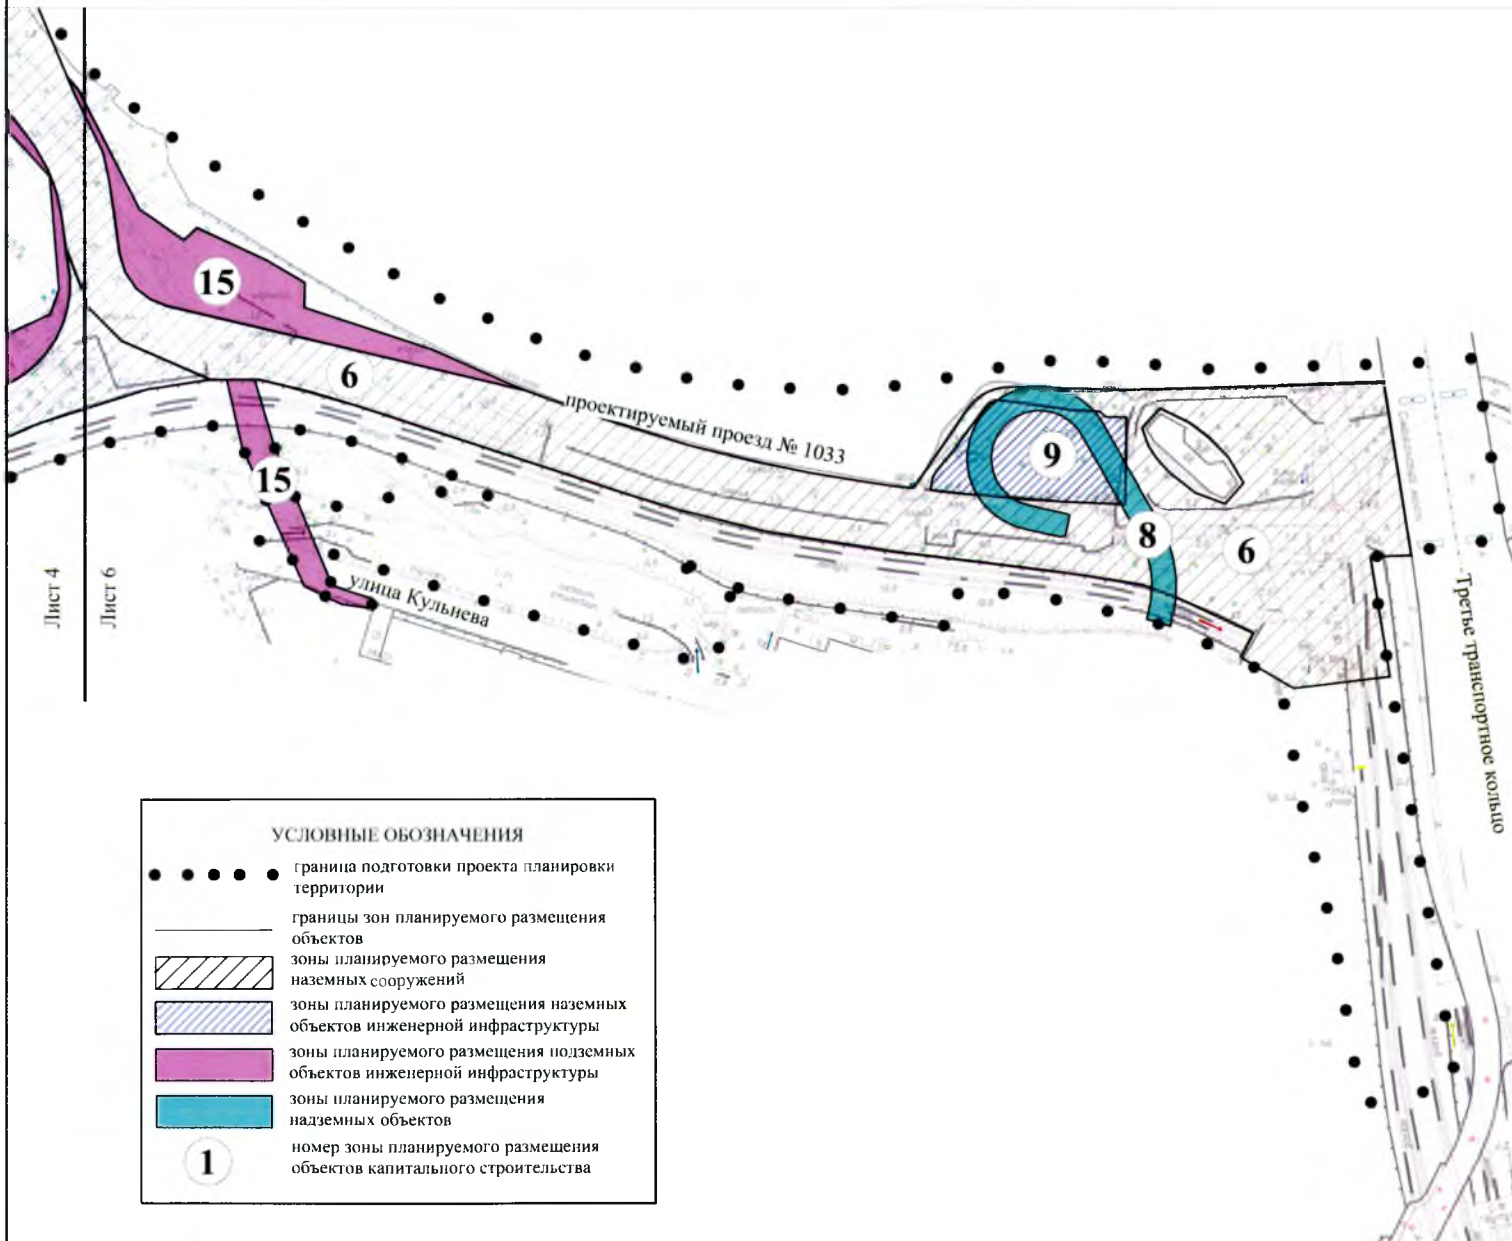 15
6
проектируемый проезд № 1033
9
15
8
6
улица Кульнева
Лист 4
Лист 6
Третье транспортное кольцо
УСЛОВНЫЕ ОБОЗНАЧЕНИЯ
граница подготовки проекта планировки
территории
границы зон планируемого размещения
объектов
зоны планируемого размещения
наземных сооружений
зоны планируемого размещения наземных
объектов инженерной инфраструктуры
зоны планируемого размещения подземных
объектов инженерной инфраструктуры
зоны планируемого размещения
надземных объектов
1
номер зоны планируемого размещения
объектов капитального строительства